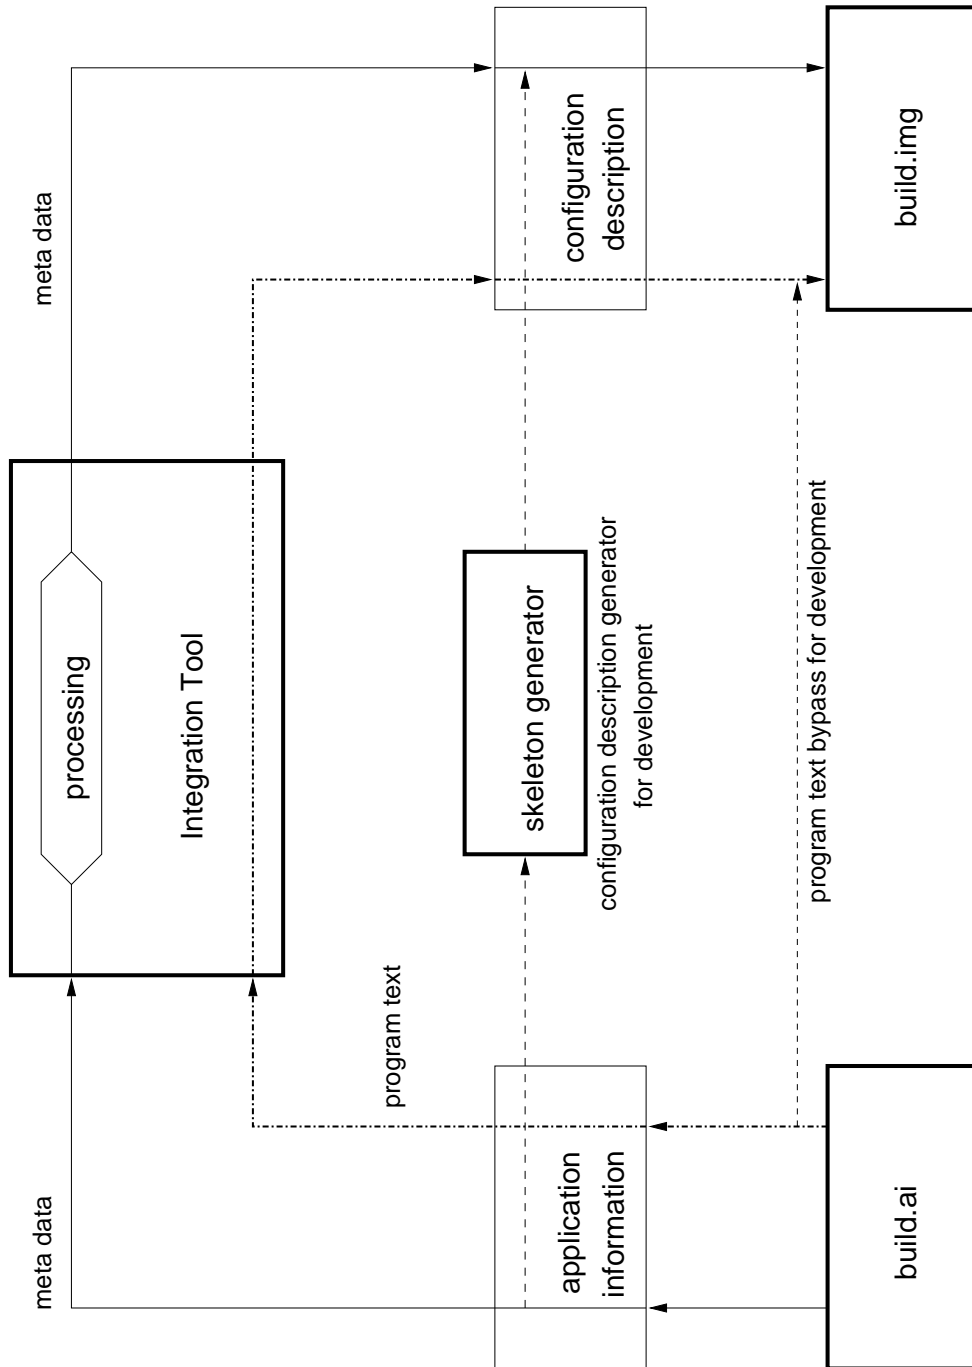 meta data
processing
Integration Tool
meta data
program text
application
information
skeleton generator
configuration description generator
for development
configuration
description
program text bypass for development
build.ai
build.img